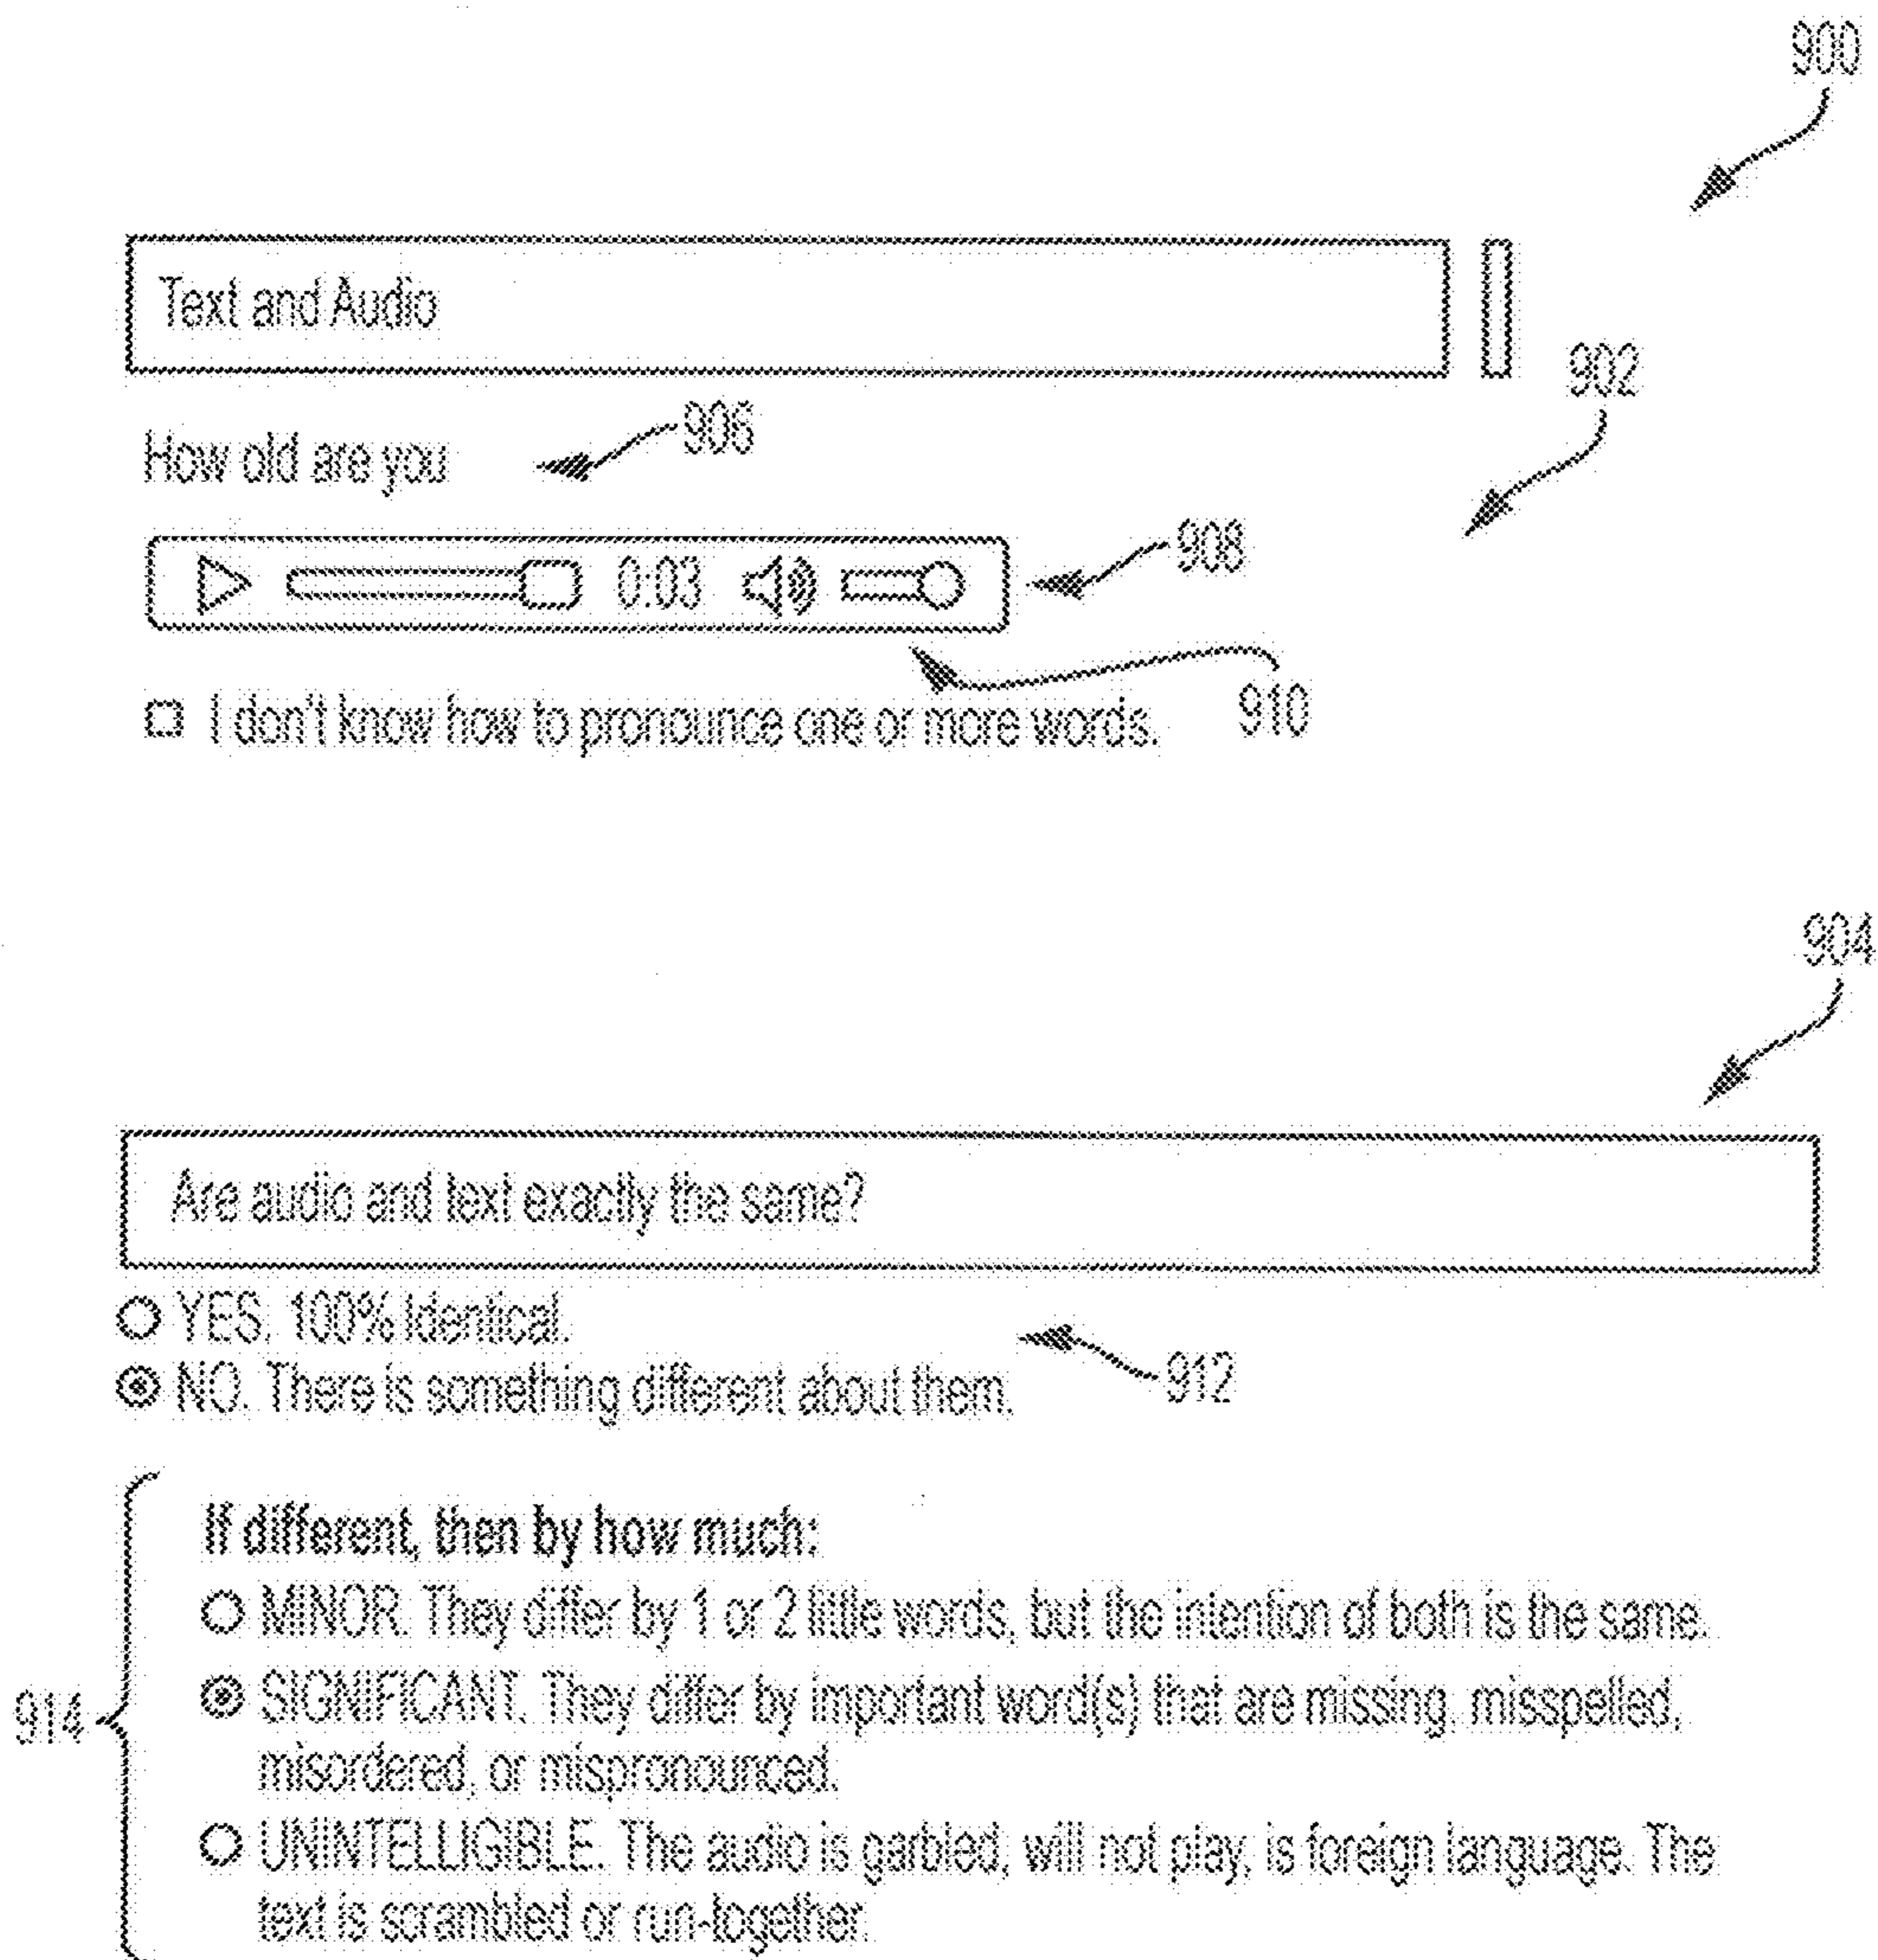 900
Text and Audio
902
How old are you
906
0:03
908
910
I don't know how to pronounce one or more words.
904
Are audio and text exactly the same?
YES, 100% Identical.
NO. There is something different about them.
912
914
If different, then by how much:
MINOR. They differ by 1 or 2 little words, but the intention of both is the same.
SIGNIFICANT. They differ by important word(s) that are missing, misspelled,
misordered, or mispronounced.
UNINTELLIGIBLE. The audio is garbled, will not play, is foreign language. The
text is scrambled or run-together.